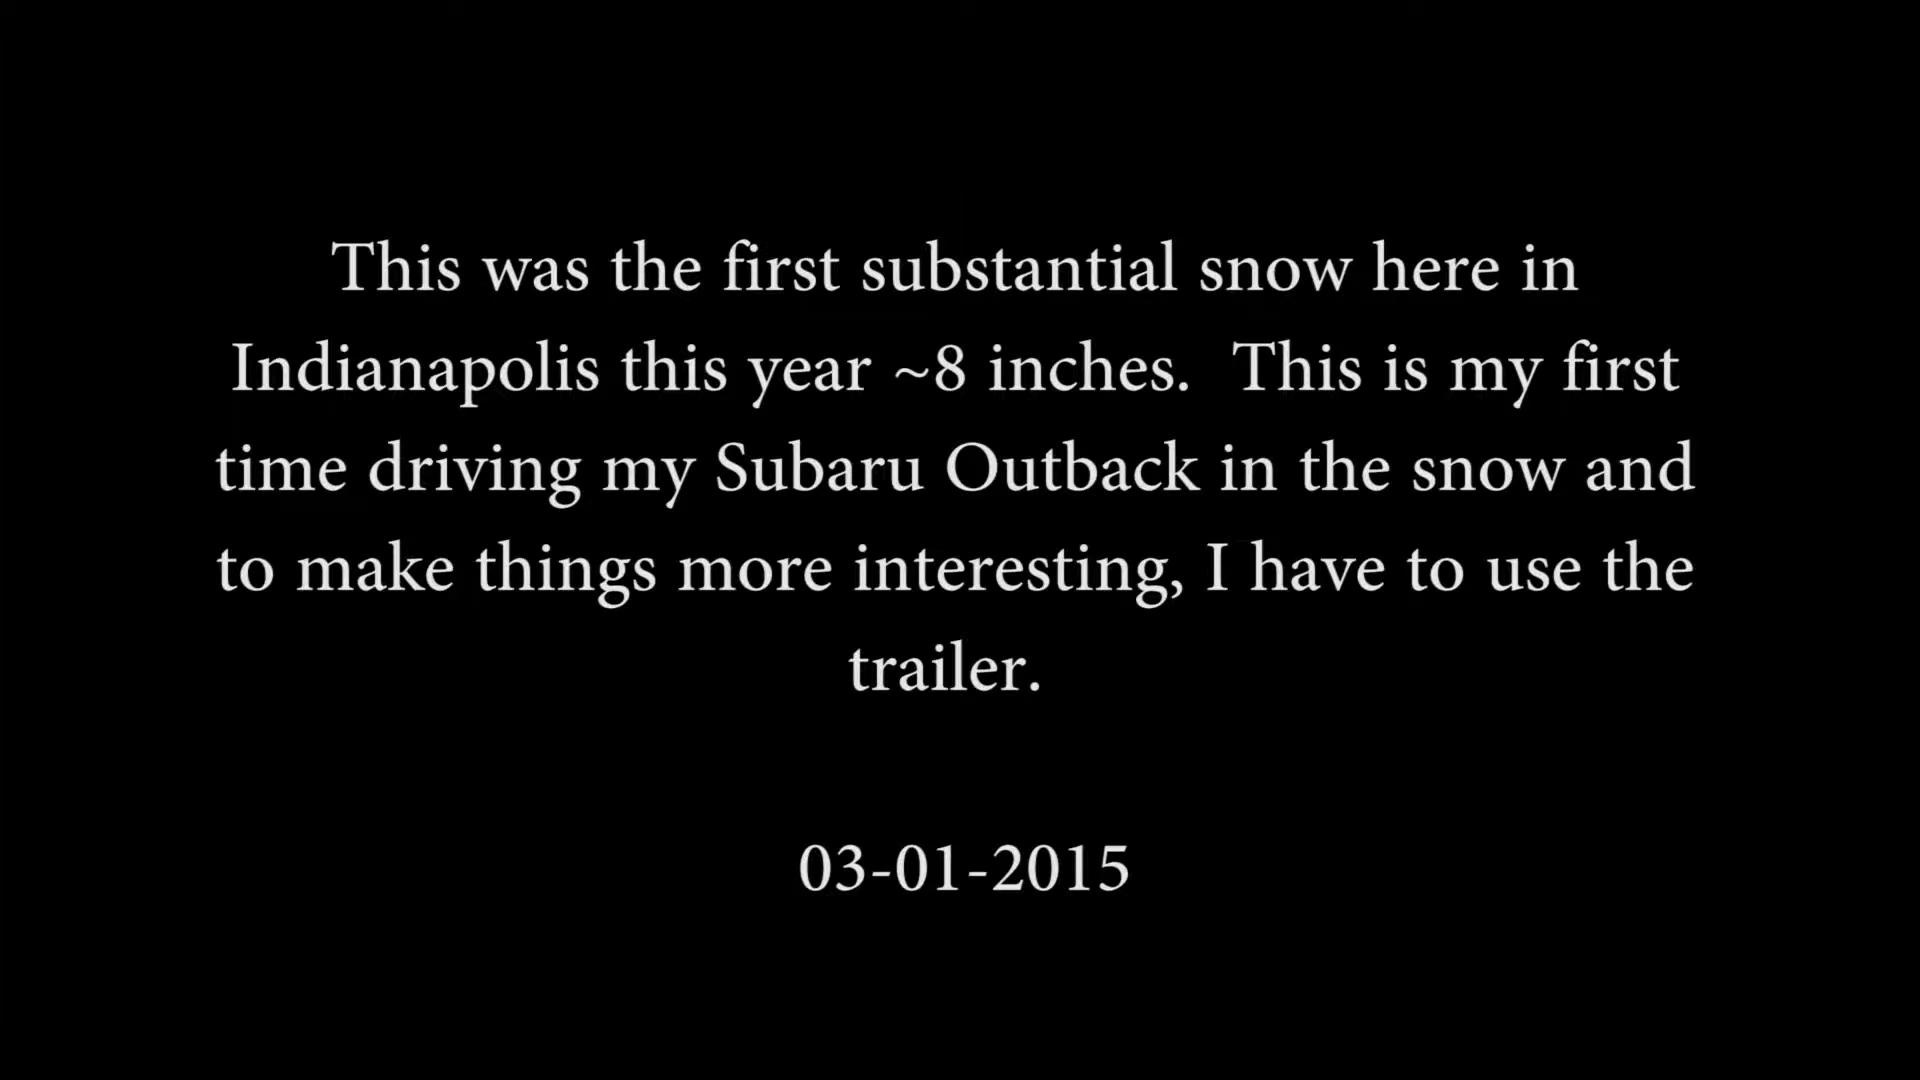 This was the first substantial snow here in
Indianapolis this year ~8 inches.  This is my first
time driving my Subaru Outback in the snow and
to make things more interesting, I have to use the
trailer.
03-01-2015